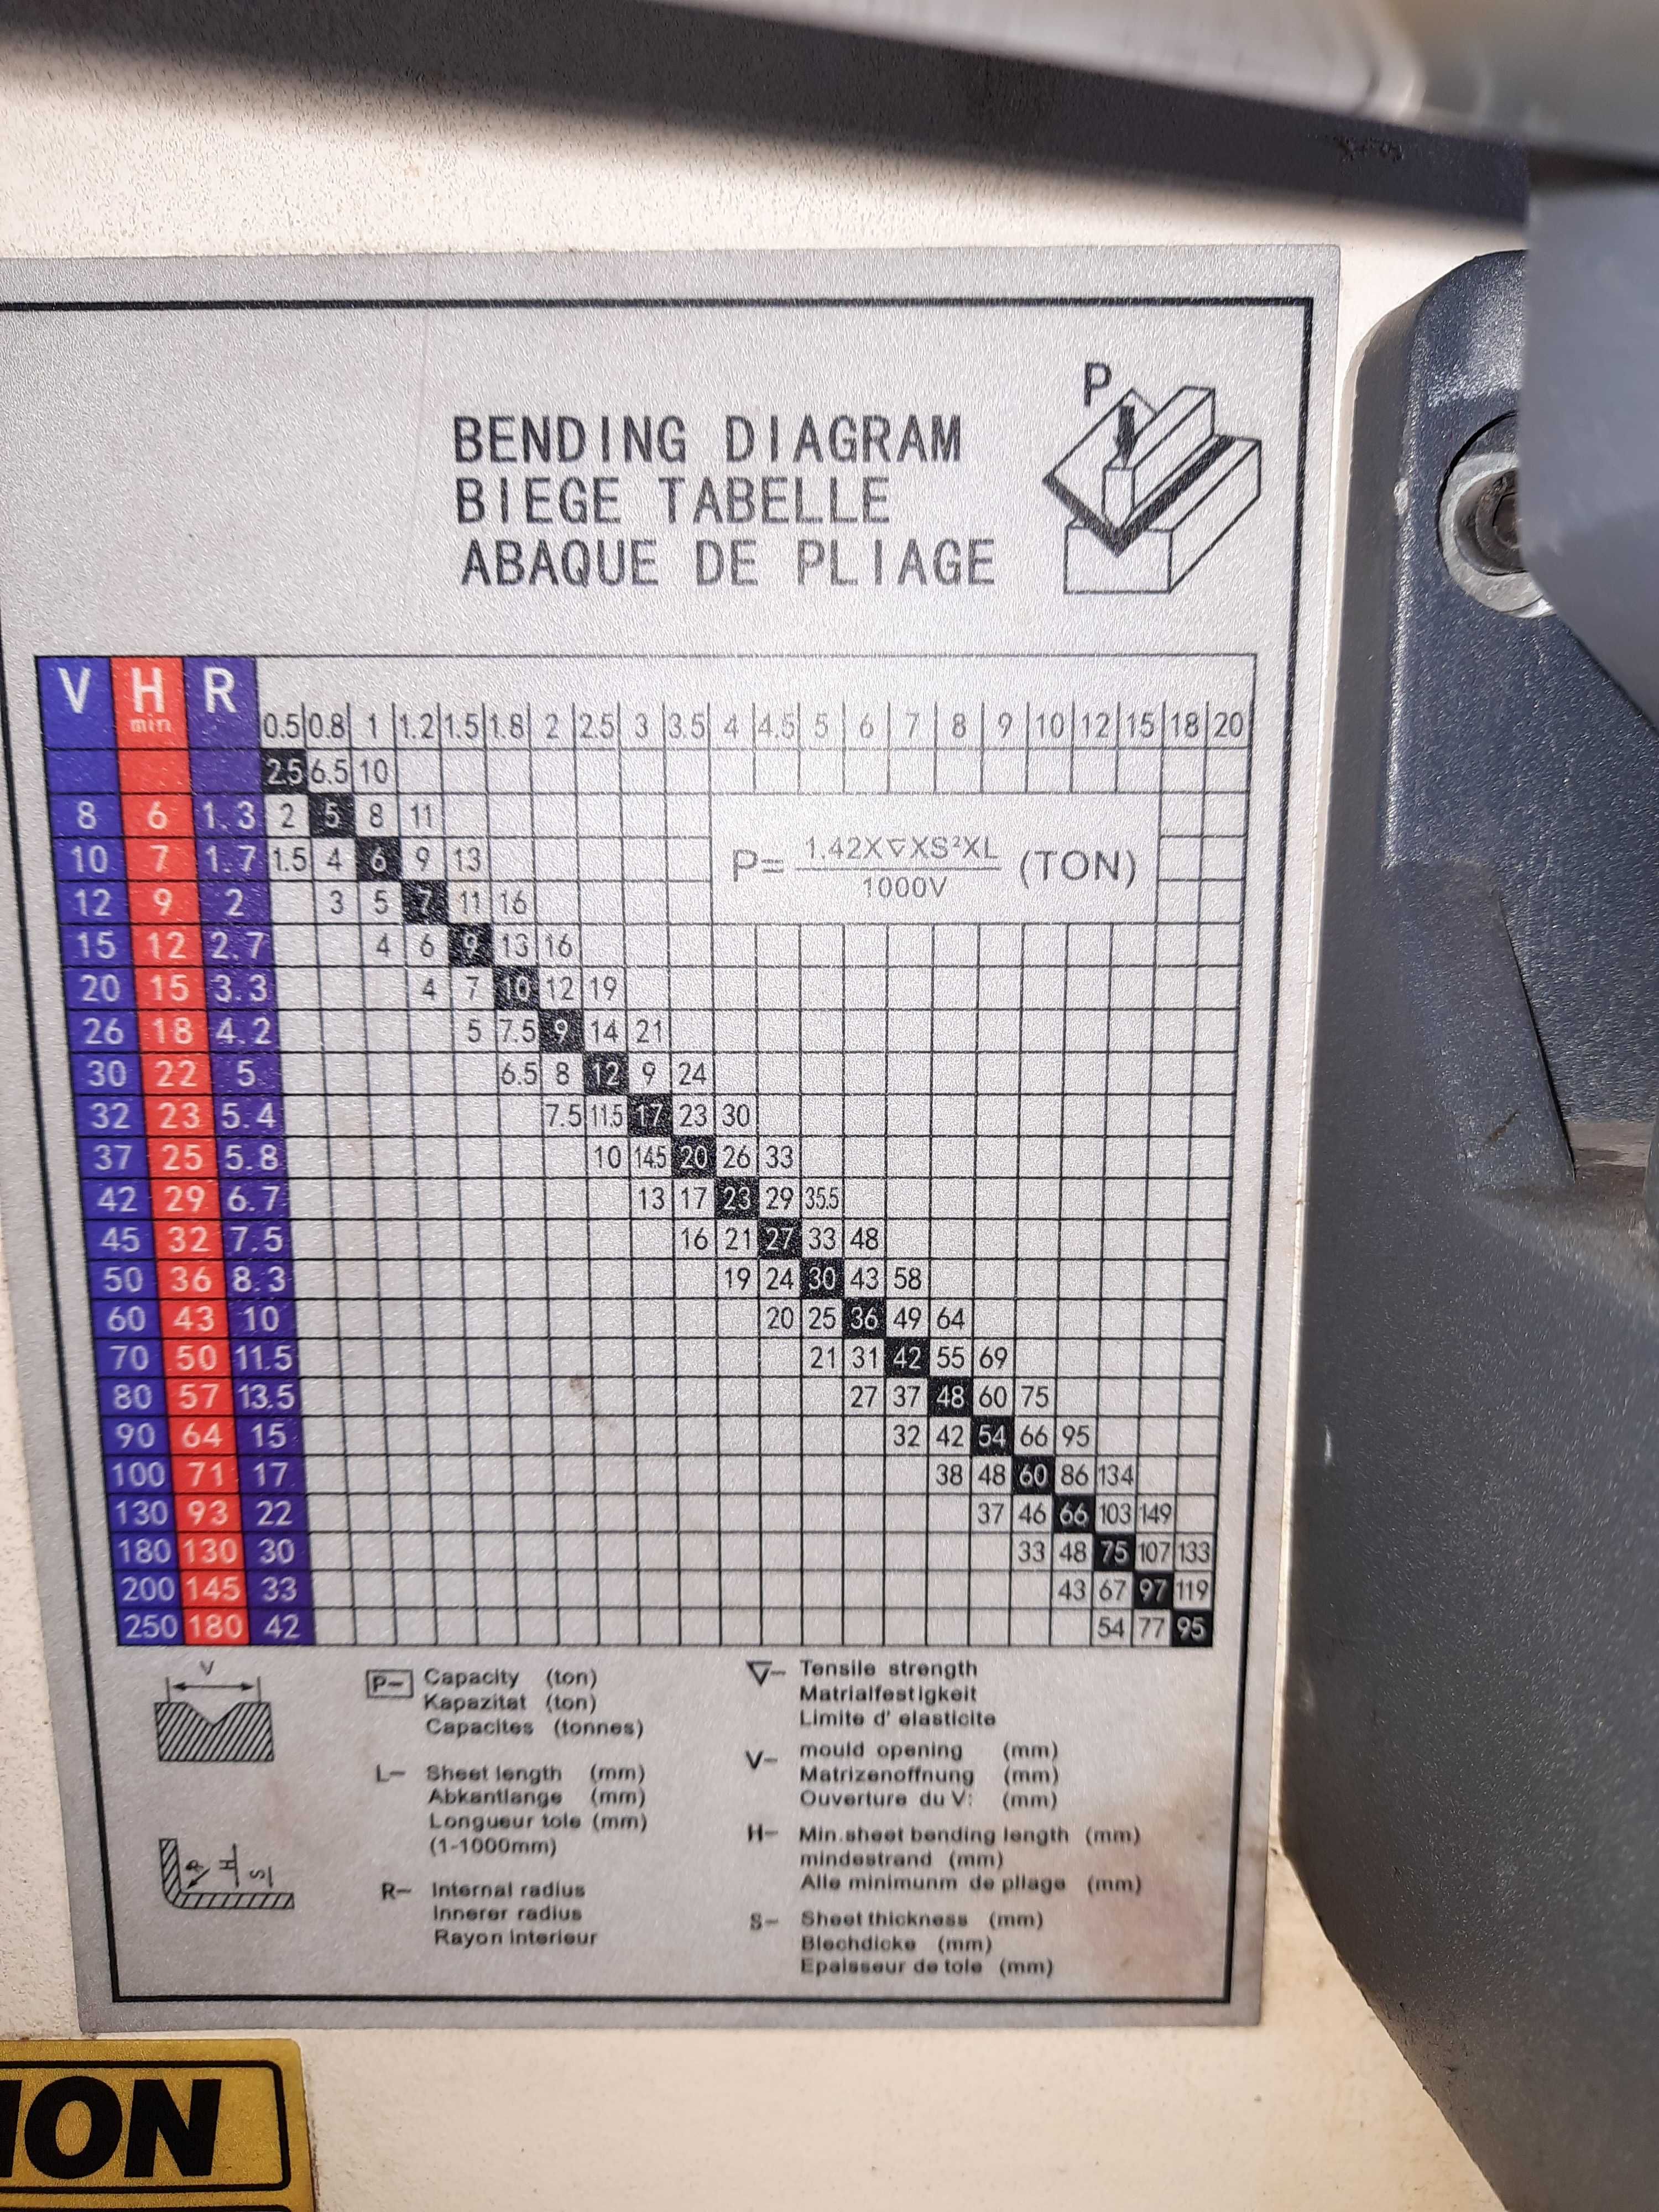 P
BENDING DIAGRAM
BIEGE TABELLE
ABAQUE DE PLIAGE
V H R
min
0.5 0.8 1 1.2 1.5 1.8 2 2.5 3 3.5 4 4.5 5 6 7 8 9 10 12 15 18 20
2.5 6.5 10
8 6 1.3 2 5 8 11
10 7 1.7 1.5 4 6 9 13
12 9 2 3 5 7 11 16
15 12 2.7 4 6 9 13 16
20 15 3.3 4 7 10 12 19
26 18 4.2 5 7.5 9 14 21
30 22 5 6.5 8 12 9 24
32 23 5.4 7.5 11.5 17 23 30
37 25 5.8 10 14.5 20 26 33
42 29 6.7 13 17 23 29 35.5
45 32 7.5 16 21 27 33 48
50 36 8.3 19 24 30 43 58
60 43 10 20 25 36 49 64
70 50 11.5 21 31 42 55 69
80 57 13.5 27 37 48 60 75
90 64 15 32 42 54 66 95
100 71 17 38 48 60 86 134
130 93 22 37 46 66 103 149
180 130 30 33 48 75 107 133
200 145 33 43 67 97 119
250 180 42 54 77 95
P= 1.42X▽XS²XL / 1000V (TON)
V
R H S
P— Capacity (ton)
Kapazitat (ton)
Capacites (tonnes)
L— Sheet length (mm)
Abkantlange (mm)
Longueur tole (mm)
(1-1000mm)
R— Internal radius
Innerer radius
Rayon interieur
▽— Tensile strength
Matrialfestigkeit
Limite d' elasticite
V— mould opening (mm)
Matrizenoffnung (mm)
Ouverture du V: (mm)
H— Min.sheet bending length (mm)
mindestrand (mm)
Alle minimunm de pliage (mm)
S— Sheet thickness (mm)
Blechdicke (mm)
Epaisseur de tole (mm)
ION